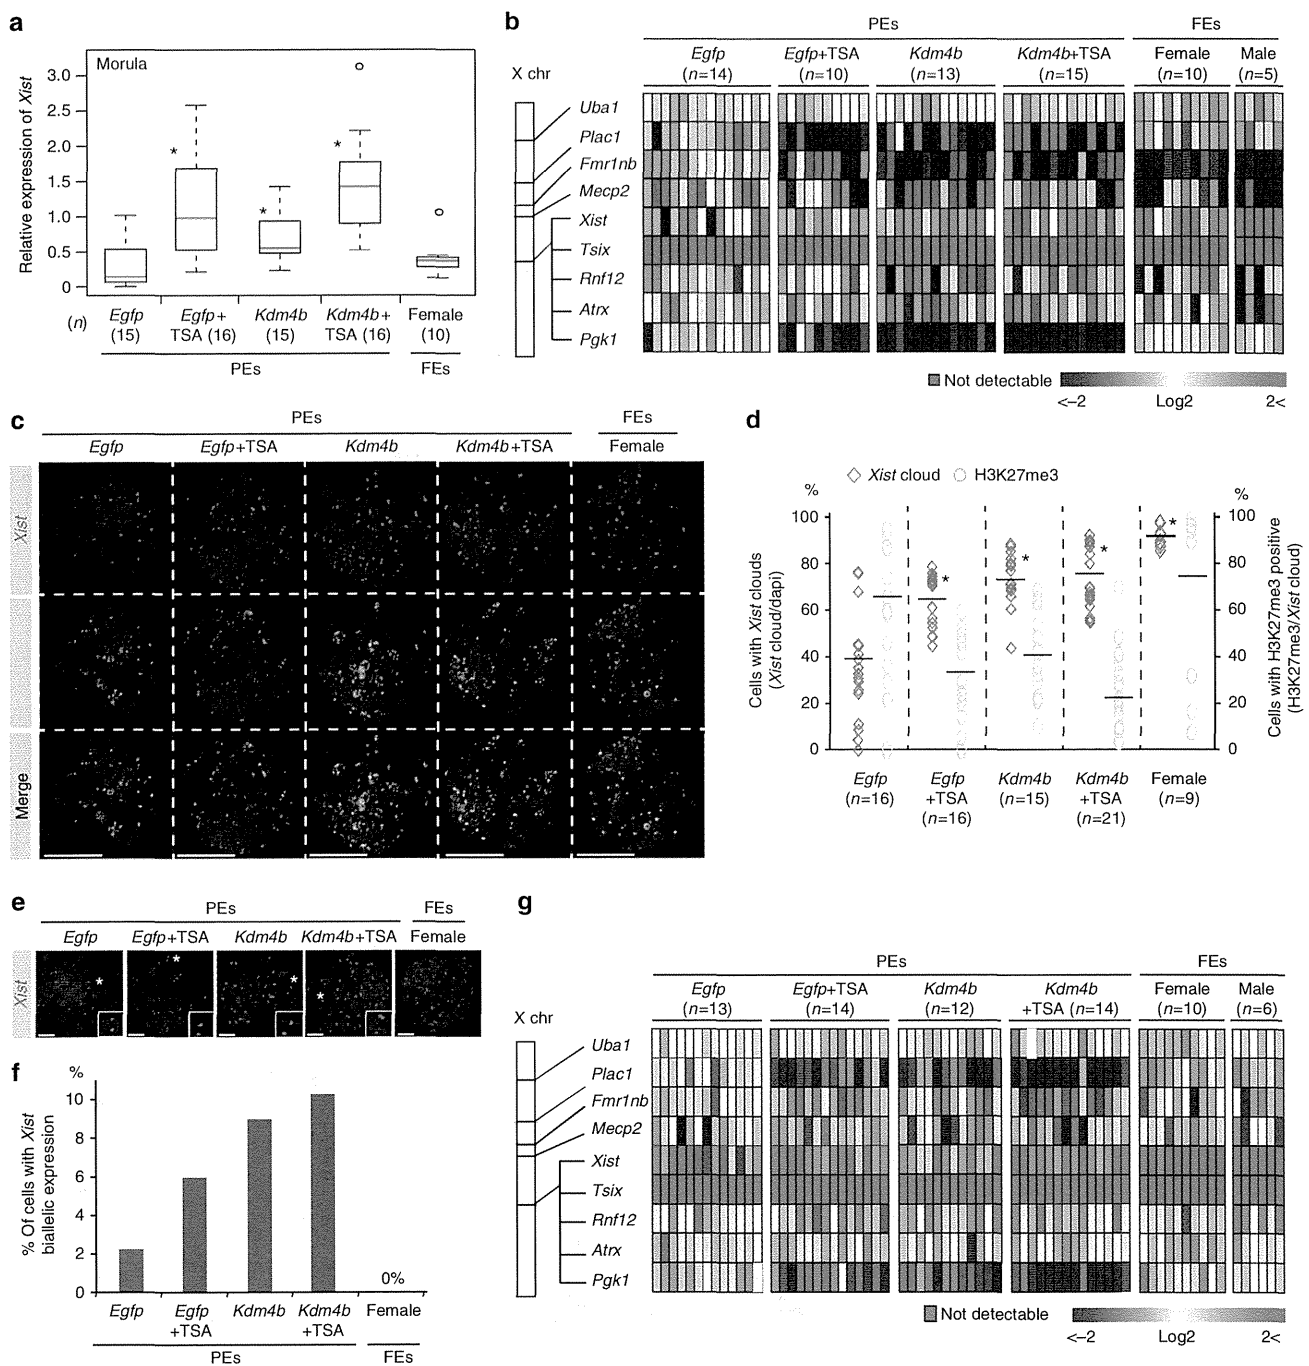 a
Relative expression of Xist
Morula
3.0
2.5
2.0
1.5
1.0
0.5
0
*
*
*
(n)
Egfp (15)
Egfp+ TSA (16)
Kdm4b (15)
Kdm4b+ TSA (16)
Female (10)
PEs
FEs
b
PEs
FEs
X chr
Egfp (n=14)
Egfp+TSA (n=10)
Kdm4b (n=13)
Kdm4b+TSA (n=15)
Female (n=10)
Male (n=5)
Uba1
Plac1
Fmr1nb
Mecp2
Xist
Tsix
Rnf12
Atrx
Pgk1
Not detectable
<–2
Log2
2<
c
PEs
FEs
Egfp
Egfp+TSA
Kdm4b
Kdm4b+TSA
Female
Xist
Merge
d
Xist cloud
H3K27me3
%
%
Cells with Xist clouds
(Xist cloud/dapi)
100
80
60
40
20
0
*
*
*
*
100
80
60
40
20
0
Cells with H3K27me3 positive
(H3K27me3/Xist cloud)
Egfp (n=16)
Egfp +TSA (n=16)
Kdm4b (n=15)
Kdm4b +TSA (n=21)
Female (n=9)
e
PEs
FEs
Egfp
Egfp+TSA
Kdm4b
Kdm4b+TSA
Female
Xist
*
*
*
*
f
%
% Of cells with Xist
biallelic expression
10
8
6
4
2
0
0%
Egfp
Egfp +TSA
Kdm4b
Kdm4b +TSA
Female
PEs
FEs
g
PEs
FEs
X chr
Egfp (n=13)
Egfp+TSA (n=14)
Kdm4b (n=12)
Kdm4b +TSA (n=14)
Female (n=10)
Male (n=6)
Uba1
Plac1
Fmr1nb
Mecp2
Xist
Tsix
Rnf12
Atrx
Pgk1
Not detectable
<–2
Log2
2<